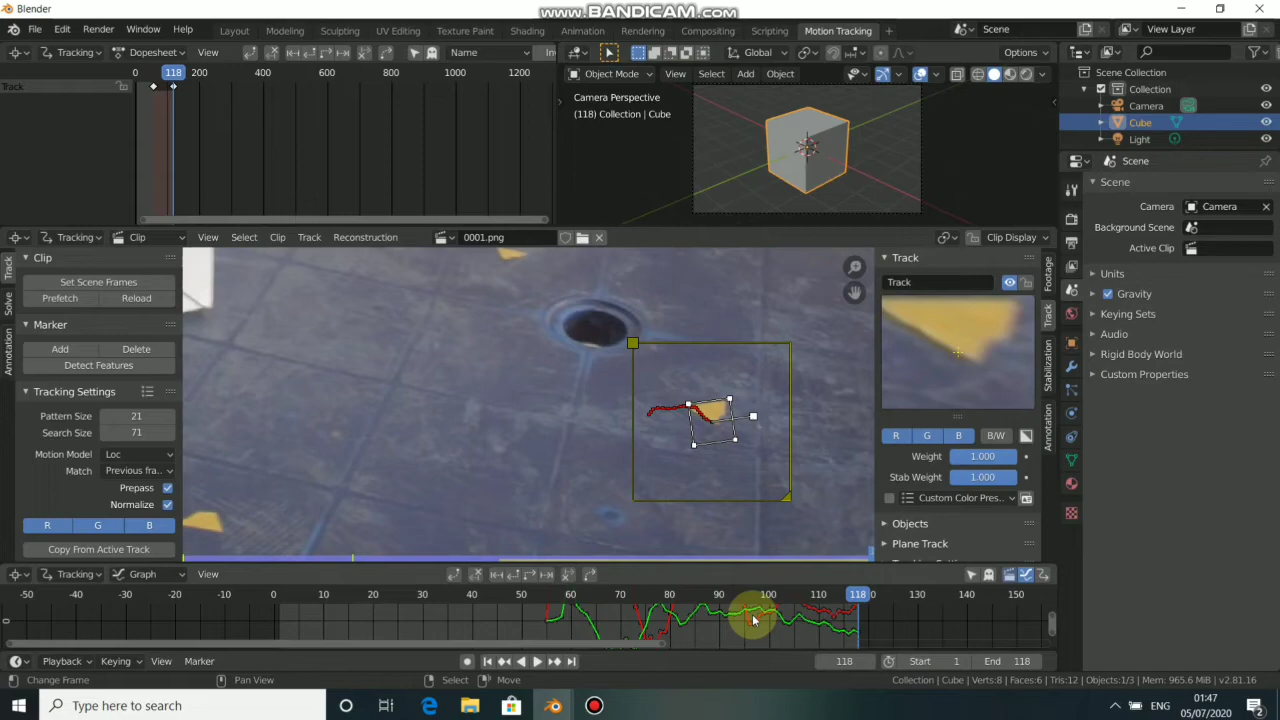 Blender
www.BANDICAM.com
File Edit Render Window Help Layout Modeling Sculpting UV Editing Texture Paint Shading Animation Rendering Compositing Scripting Motion Tracking + Scene View Layer
Tracking Dopesheet View Name Inv Global Options
0 118 200 400 600 800 1000 1200
Track
Object Mode View Select Add Object
Camera Perspective
(118) Collection | Cube
Scene Collection
Collection
Camera
Cube
Light
Scene
Scene
Camera Camera
Background Scene
Active Clip
Units
Gravity
Keying Sets
Audio
Rigid Body World
Custom Properties
Tracking Clip View Select Clip Track Reconstruction 0001.png Clip Display
Track
Solve
Annotation
Clip
Set Scene Frames
Prefetch Reload
Marker
Add Delete
Detect Features
Tracking Settings
Pattern Size 21
Search Size 71
Motion Model Loc
Match Previous fra..
Prepass
Normalize
R G B
Copy From Active Track
Track
Track
R G B B/W
Weight 1.000
Stab Weight 1.000
Custom Color Pres..
Objects
Plane Track
Footage
Track
Stabilization
Annotation
Tracking Graph View
-50 -40 -30 -20 -10 0 10 20 30 40 50 60 70 80 90 100 110 118 130 140 150
0
Playback Keying View Marker 118 Start 1 End 118
Change Frame Pan View Select Move Collection | Cube | Verts:8 | Faces:6 | Tris:12 | Objects:1/3 | Mem: 965.6 MiB | v2.81.16
Type here to search
ENG
01:47
05/07/2020
2